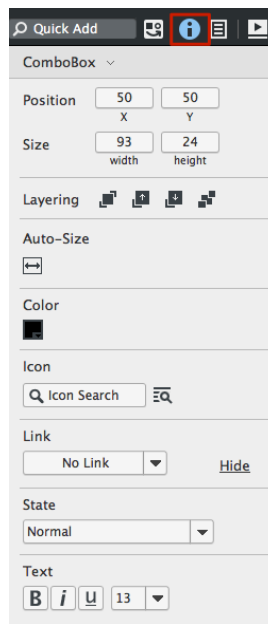 Quick Add
ComboBox
Position 50 50
X Y
Size 93 24
width height
Layering
Auto-Size
Color
Icon
Icon Search
Link
No Link Hide
State
Normal
Text
B i U 13